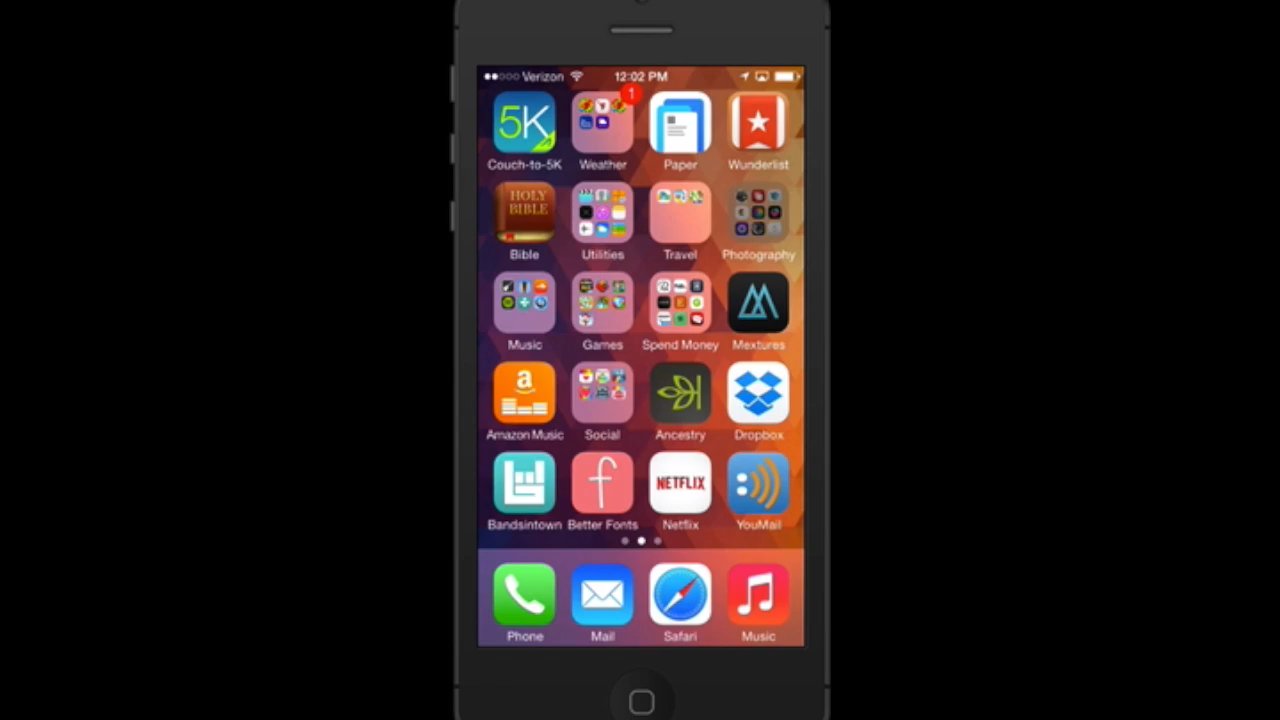 Verizon 12:02 PM
1
5K
Couch-to-5K Weather Paper Wunderlist
HOLY
BIBLE
Bible Utilities Travel Photography
Music Games Spend Money Mextures
a
Amazon Music Social Ancestry Dropbox
f NETFLIX
Bandsintown Better Fonts Netflix YouMail
Phone Mail Safari Music